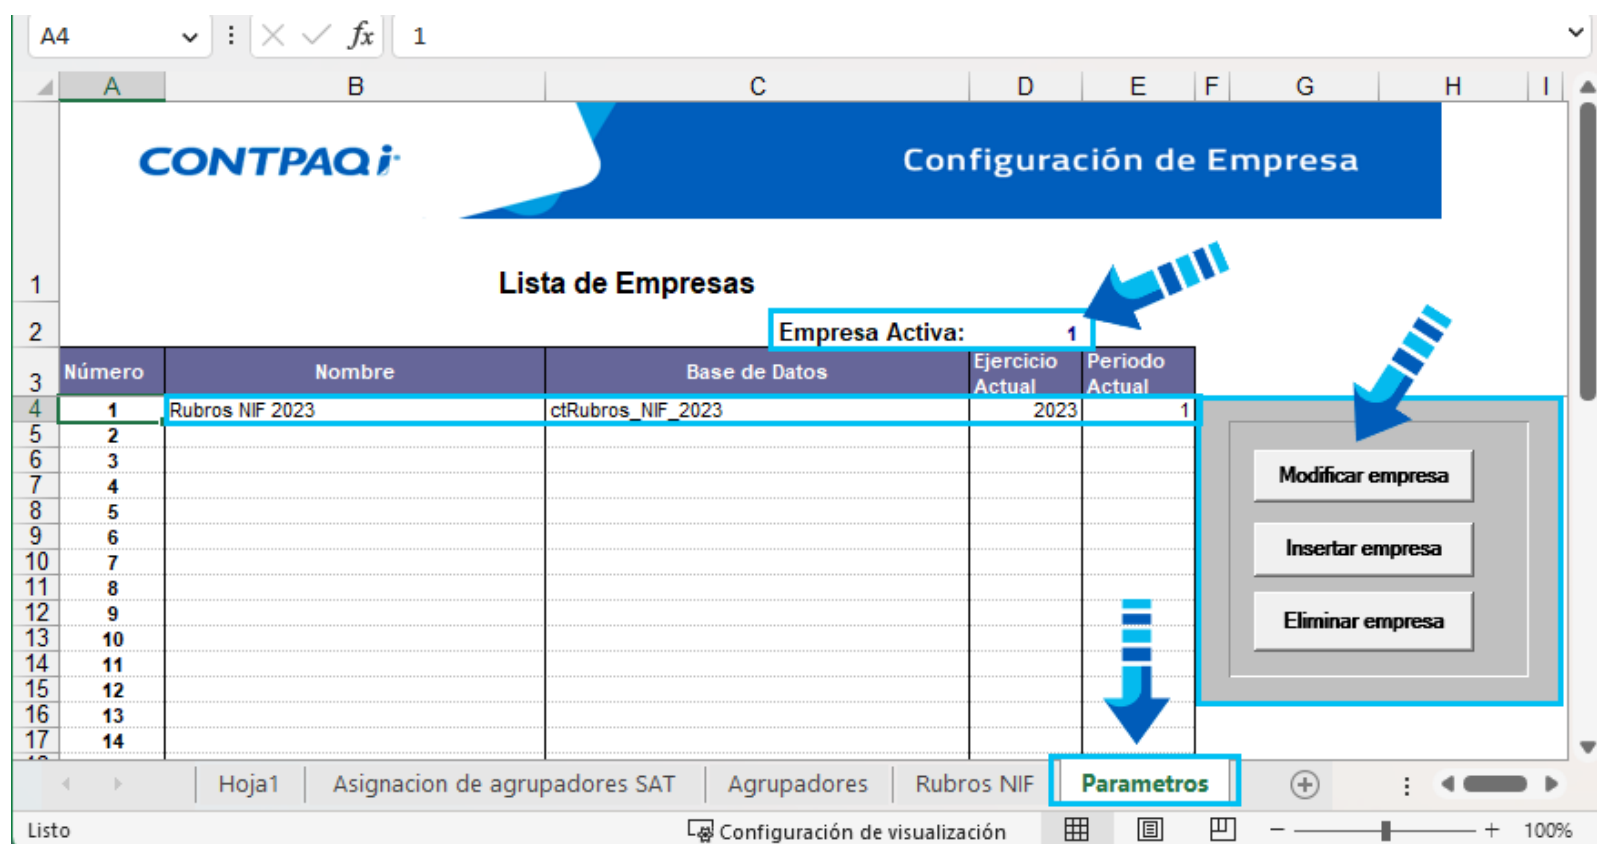 A4 fx 1
A B C D E F G H I
CONTPAQi Configuración de Empresa
1 Lista de Empresas
2 Empresa Activa: 1
3 Número Nombre Base de Datos Ejercicio Actual Periodo Actual
4 1 Rubros NIF 2023 ctRubros_NIF_2023 2023 1
5 2
6 3
7 4
8 5
9 6
10 7
11 8
12 9
13 10
14 11
15 12
16 13
17 14
Modificar empresa
Insertar empresa
Eliminar empresa
Hoja1 Asignacion de agrupadores SAT Agrupadores Rubros NIF Parametros
Listo Configuración de visualización 100%